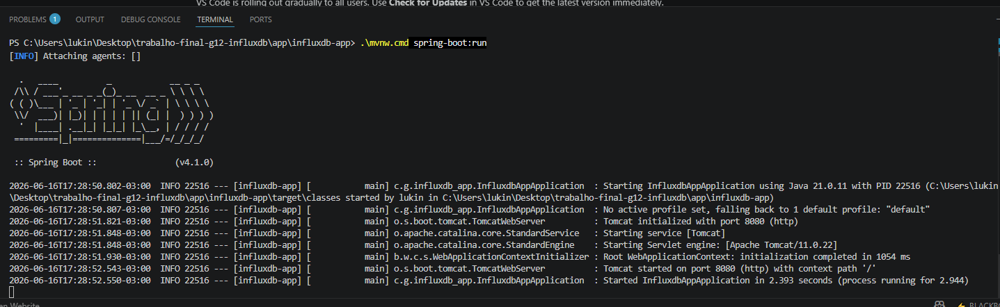 VS Code is rolling out gradually to all users. Use Check for Updates in VS Code to get the latest version immediately.
PROBLEMS 1 OUTPUT DEBUG CONSOLE TERMINAL PORTS
PS C:\Users\lukin\Desktop\trabalho-final-g12-influxdb\app\influxdb-app> .\mvnw.cmd spring-boot:run
[INFO] Attaching agents: []
  .   ____          _            __ _ _
 /\\ / ___'_ __ _ _(_)_ __  __ _ \ \ \ \
( ( )\___ | '_ | '_| | '_ \/ _` | \ \ \ \
 \\/  ___)| |_)| | | | | || (_| |  ) ) ) )
  '  |____| .__|_| |_|_| |_\__, | / / / /
 =========|_|==============|___/=/_/_/_/
 :: Spring Boot ::                (v4.1.0)
2026-06-16T17:28:50.802-03:00  INFO 22516 --- [influxdb-app] [           main] c.g.influxdb_app.InfluxdbAppApplication  : Starting InfluxdbAppApplication using Java 21.0.11 with PID 22516 (C:\Users\lukin
\Desktop\trabalho-final-g12-influxdb\app\influxdb-app\target\classes started by lukin in C:\Users\lukin\Desktop\trabalho-final-g12-influxdb\app\influxdb-app)
2026-06-16T17:28:50.807-03:00  INFO 22516 --- [influxdb-app] [           main] c.g.influxdb_app.InfluxdbAppApplication  : No active profile set, falling back to 1 default profile: "default"
2026-06-16T17:28:51.821-03:00  INFO 22516 --- [influxdb-app] [           main] o.s.boot.tomcat.TomcatWebServer          : Tomcat initialized with port 8080 (http)
2026-06-16T17:28:51.848-03:00  INFO 22516 --- [influxdb-app] [           main] o.apache.catalina.core.StandardService   : Starting service [Tomcat]
2026-06-16T17:28:51.848-03:00  INFO 22516 --- [influxdb-app] [           main] o.apache.catalina.core.StandardEngine    : Starting Servlet engine: [Apache Tomcat/11.0.22]
2026-06-16T17:28:51.930-03:00  INFO 22516 --- [influxdb-app] [           main] b.w.c.s.WebApplicationContextInitializer : Root WebApplicationContext: initialization completed in 1054 ms
2026-06-16T17:28:52.543-03:00  INFO 22516 --- [influxdb-app] [           main] o.s.boot.tomcat.TomcatWebServer          : Tomcat started on port 8080 (http) with context path '/'
2026-06-16T17:28:52.550-03:00  INFO 22516 --- [influxdb-app] [           main] c.g.influxdb_app.InfluxdbAppApplication  : Started InfluxdbAppApplication in 2.393 seconds (process running for 2.944)